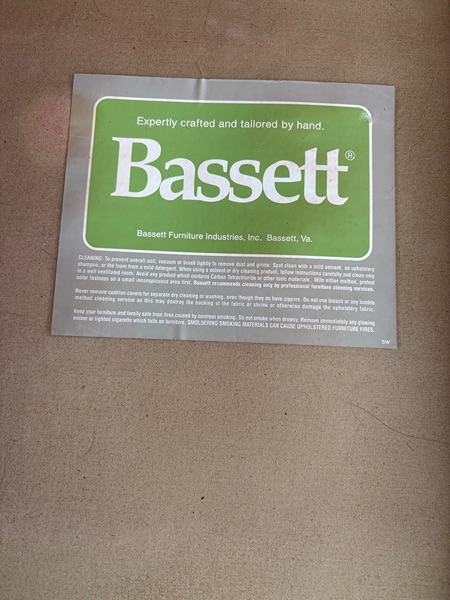 Expertly crafted and tailored by hand.
Bassett®
Bassett Furniture Industries, Inc. Bassett, Va.
CLEANING: To prevent overall soil, vacuum or brush lightly to remove dust and grime. Spot clean with a mild solvent, an upholstery
shampoo, or the foam from a mild detergent. When using a solvent or dry cleaning product, follow instructions carefully and clean only
in a well ventilated room. Avoid any product which contains Carbon Tetrachloride or other toxic materials. With either method, pretest
color fastness on a small inconspicuous area first. Bassett recommends cleaning only by professional furniture cleaning services.
Never remove cushion covers for separate dry cleaning or washing, even though they do have zippers. Do not use bleach or any tumble
method cleaning service as this may destroy the backing of the fabric or shrink or otherwise damage the upholstery fabric.
Keep your furniture and family safe from fires caused by careless smoking. Do not smoke when drowsy. Remove immediately any glowing
amber or lighted cigarette which falls on furniture. SMOLDERING SMOKING MATERIALS CAN CAUSE UPHOLSTERED FURNITURE FIRES.
SW